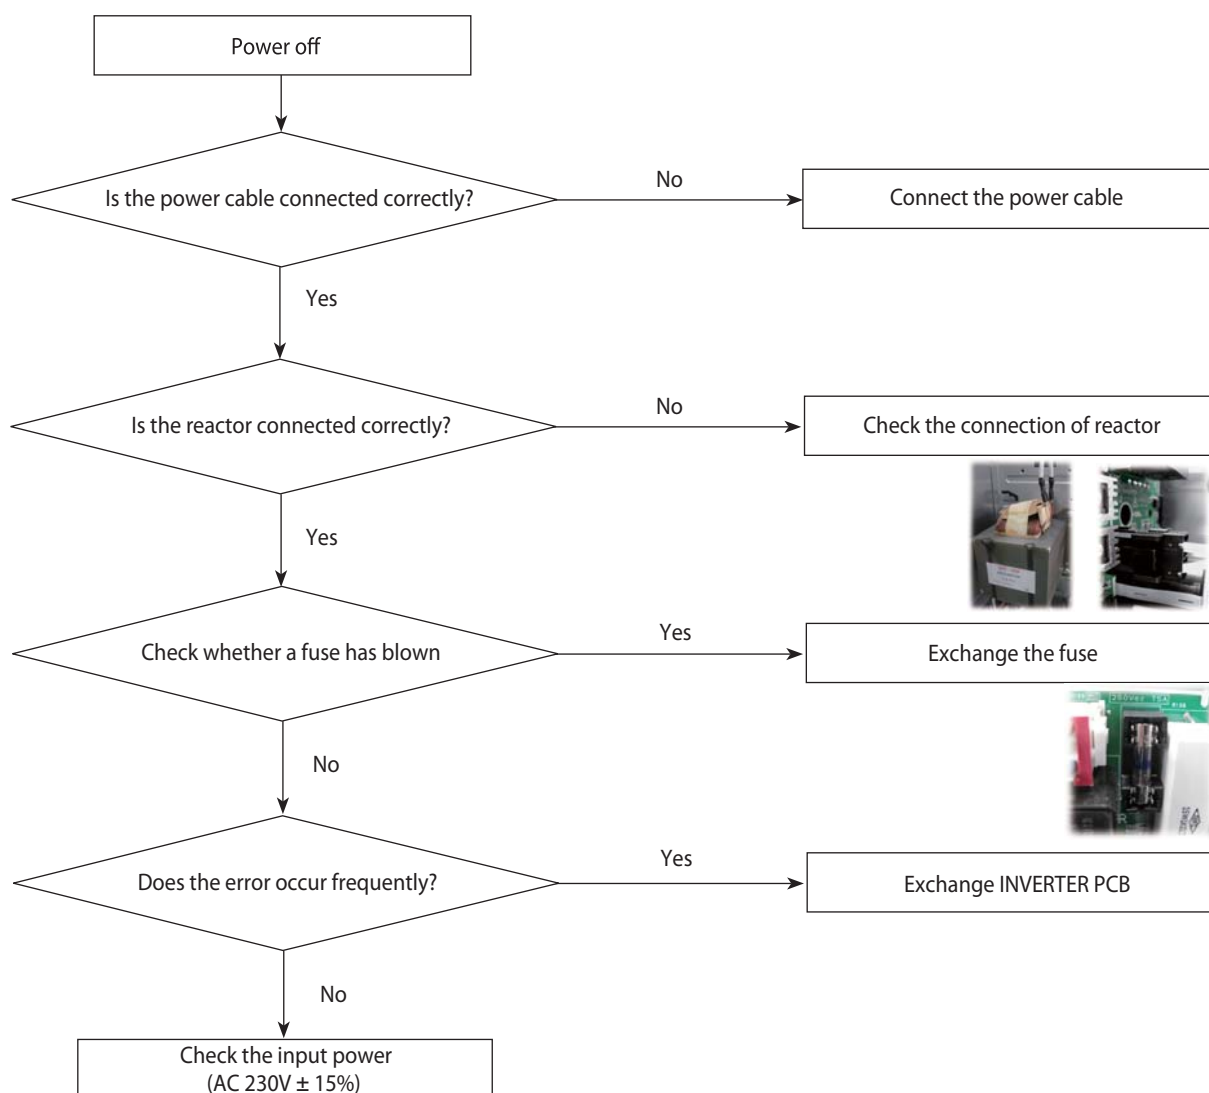 Power off
Is the power cable connected correctly?
No
Connect the power cable
Yes
Is the reactor connected correctly?
No
Check the connection of reactor
Yes
Check whether a fuse has blown
Yes
Exchange the fuse
No
Does the error occur frequently?
Yes
Exchange INVERTER PCB
No
Check the input power
(AC 230V ± 15%)